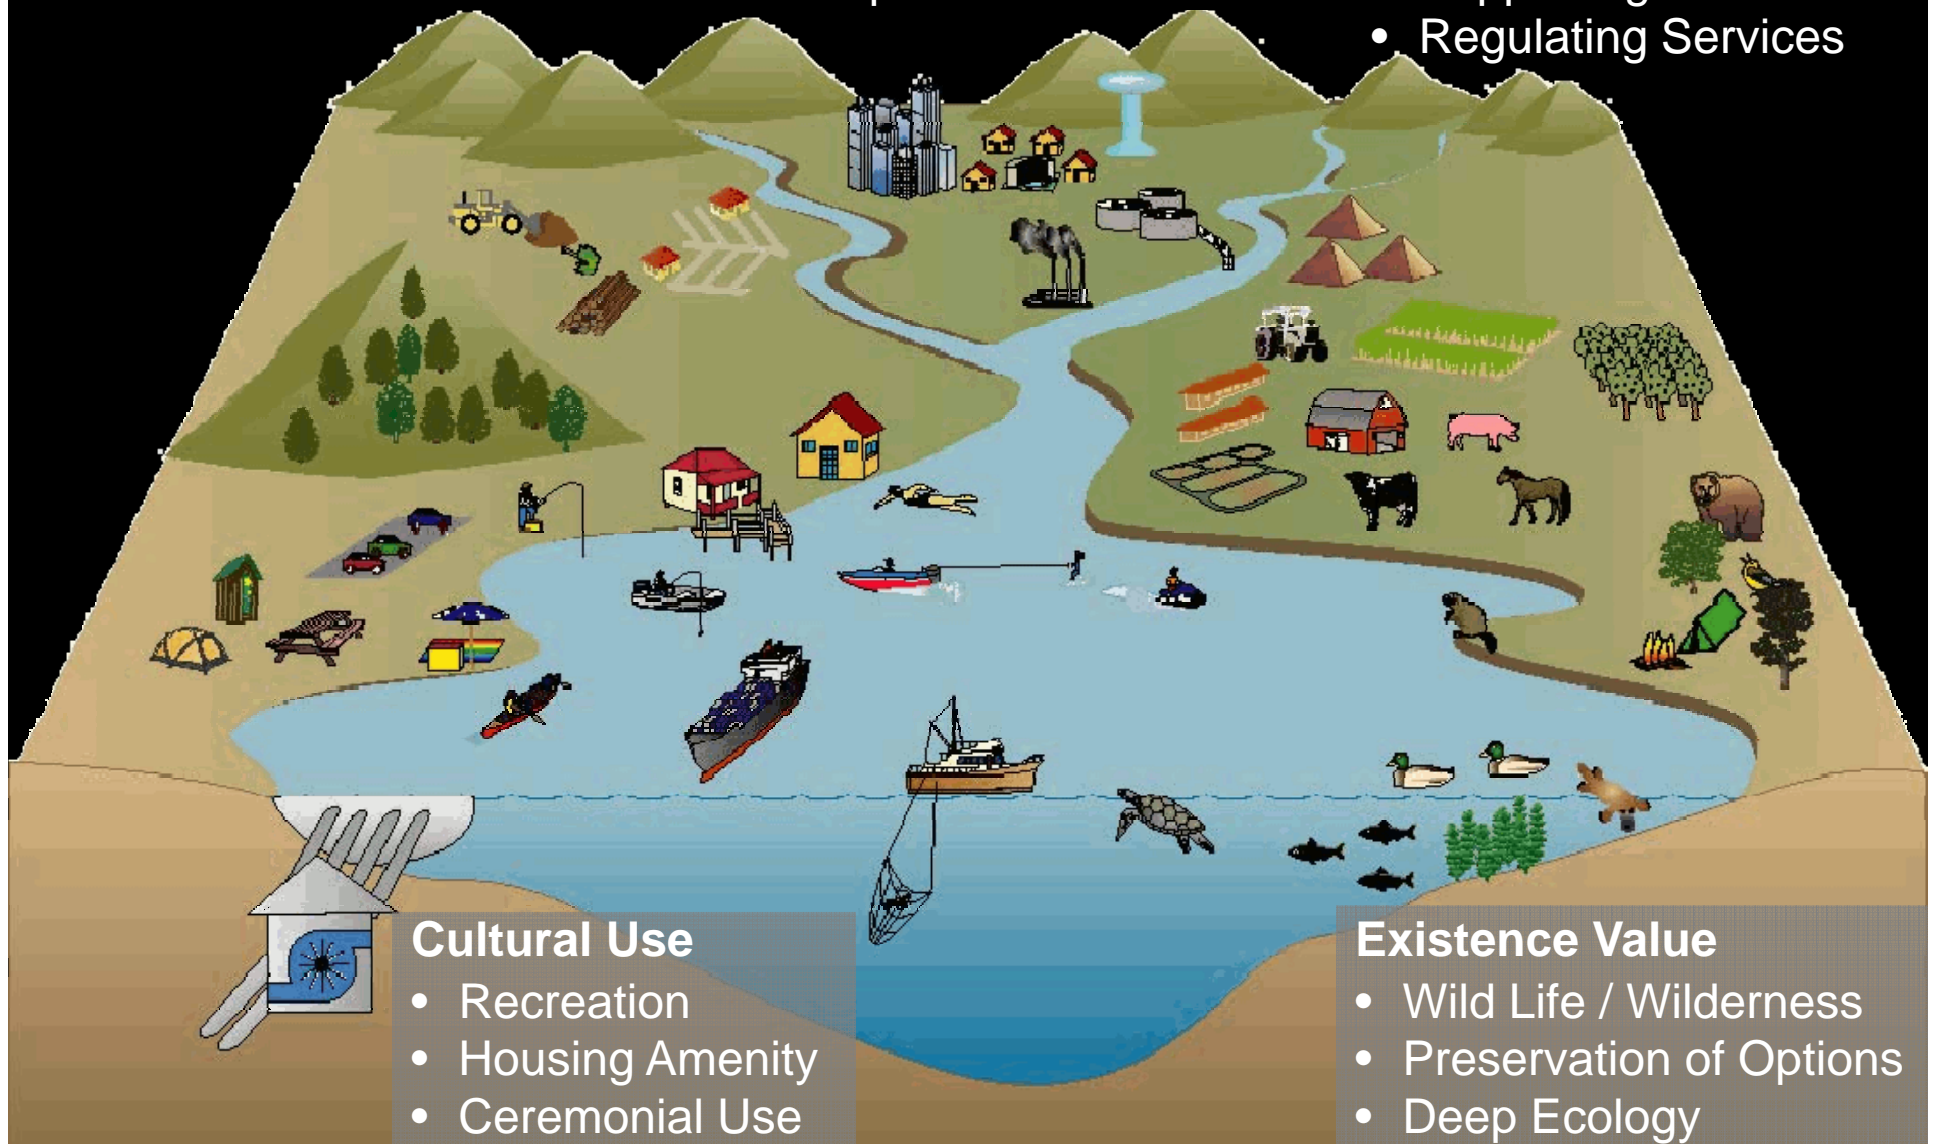 • Regulating Services
Cultural Use
• Recreation
• Housing Amenity
• Ceremonial Use
Existence Value
• Wild Life / Wilderness
• Preservation of Options
• Deep Ecology